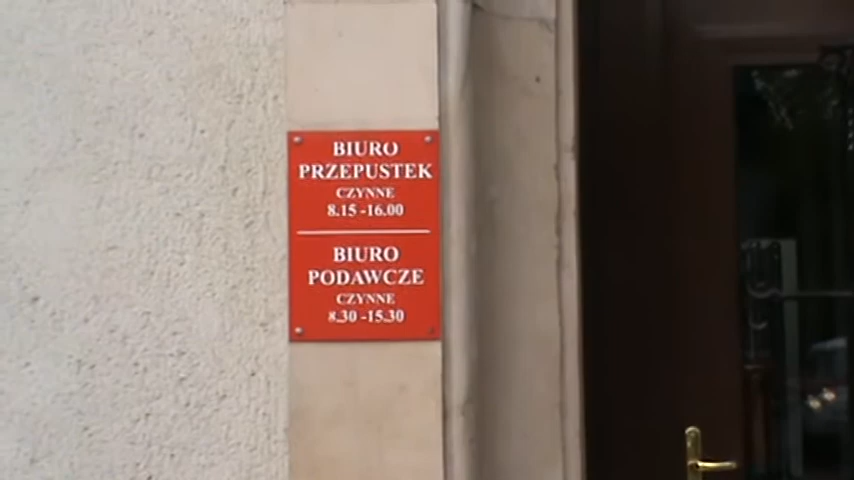 BIURO
PRZEPUSTEK
CZYNNE
8.15 -16.00
BIURO
PODAWCZE
CZYNNE
8.30 -15.30